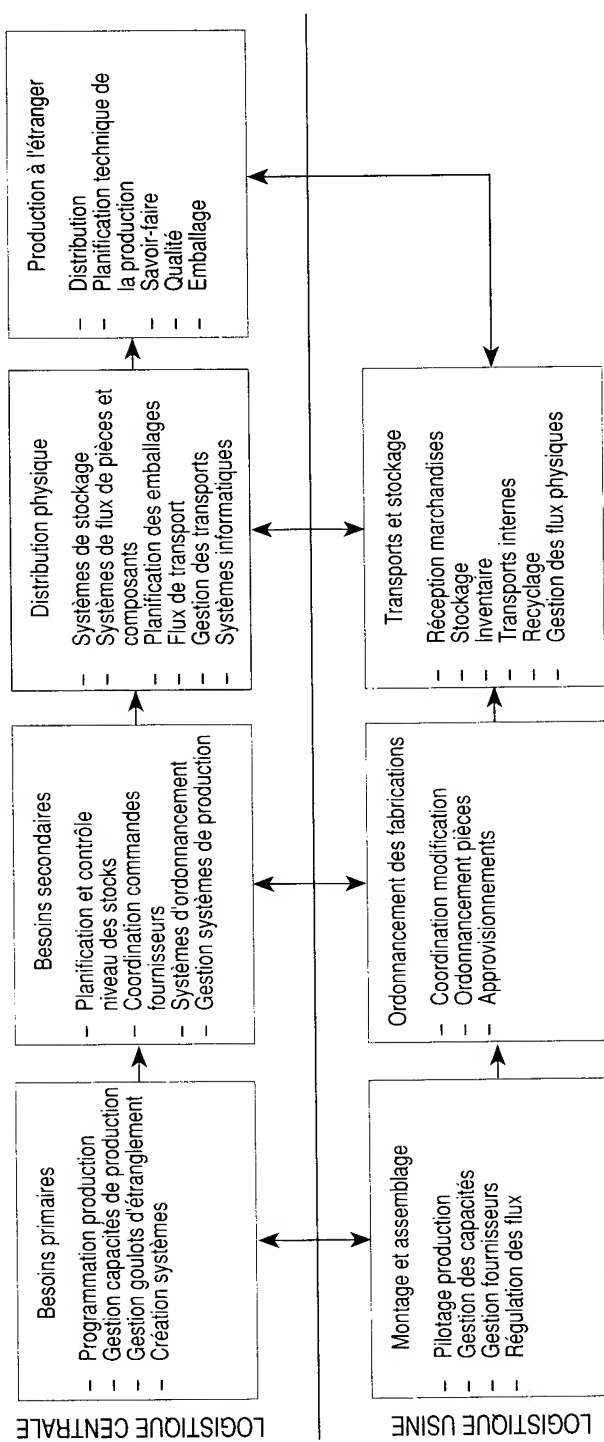 LOGISTIQUE CENTRALE
Besoins primaires
– Programmation production
– Gestion capacités de production
– Gestion goulots d'étranglement
– Création systèmes
Besoins secondaires
– Planification et contrôle
niveau des stocks
– Coordination commandes
fournisseurs
– Systèmes d'ordonnancement
– Gestion systèmes de production
Distribution physique
– Systèmes de stockage
– Systèmes de flux de pièces et
composants
– Planification des emballages
– Flux de transport
– Gestion des transports
– Systèmes informatiques
Production à l'étranger
– Distribution
– Planification technique de
la production
– Savoir-faire
– Qualité
– Emballage
LOGISTIQUE USINE
Montage et assemblage
– Pilotage production
– Gestion des capacités
– Gestion fournisseurs
– Régulation des flux
Ordonnancement des fabrications
– Coordination modification
– Ordonnancement pièces
– Approvisionnements
Transports et stockage
– Réception marchandises
– Stockage
– Inventaire
– Transports internes
– Recyclage
– Gestion des flux physiques